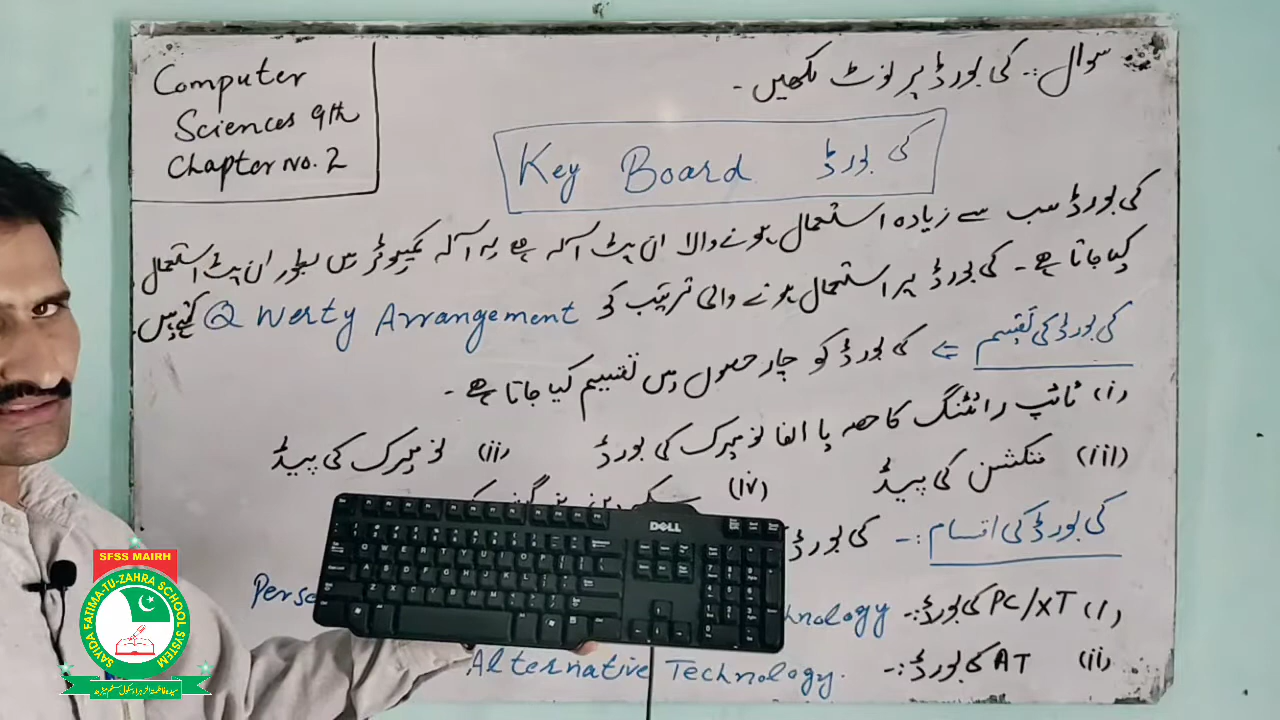 Computer
Sciences 9th
Chapter No. 2
سوال :۔ کی بورڈ پر نوٹ لکھیں ۔
Key Board کی بورڈ
کی بورڈ سب سے زیادہ استعمال ہونے والا ان پٹ آلہ ہے یہ آلہ کمپیوٹر میں بطور ان پٹ استعمال
کیا جاتا ہے ۔ کی بورڈ پر استعمال ہونے والی ترتیب کو Q Werty Arrangement کہتے ہیں ۔
کی بورڈ کی تقسیم ⇐ کی بورڈ کو چار حصوں میں تقسیم کیا جاتا ہے ۔
(i) ٹائپ رائٹنگ کا حصہ یا الفا نومیرک کی بورڈ (ii) نومیرک کی پیڈ
(iii) فنکشن کی پیڈ (iv)
کی بورڈ کی اقسام :۔ کی بورڈ
(i) PC/XT کی بورڈ :۔
(ii) AT کی بورڈ :۔ Alternative Technology.
DELL
SFSS MAIRH
SAYIDA FATIMA-TU-ZAHRA SCHOOL SYSTEM